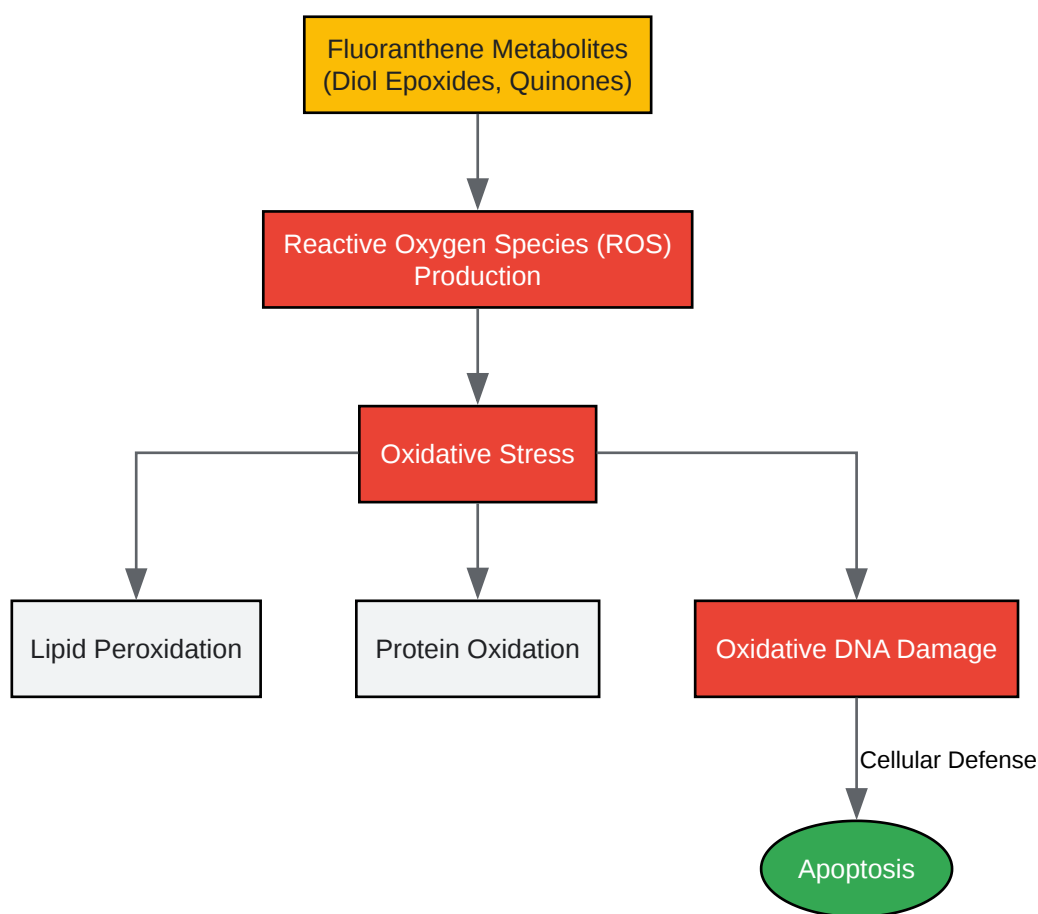 Fluoranthene Metabolites
(Diol Epoxides, Quinones)
Reactive Oxygen Species (ROS)
Production
Oxidative Stress
Lipid Peroxidation
Protein Oxidation
Oxidative DNA Damage
Cellular Defense
Apoptosis